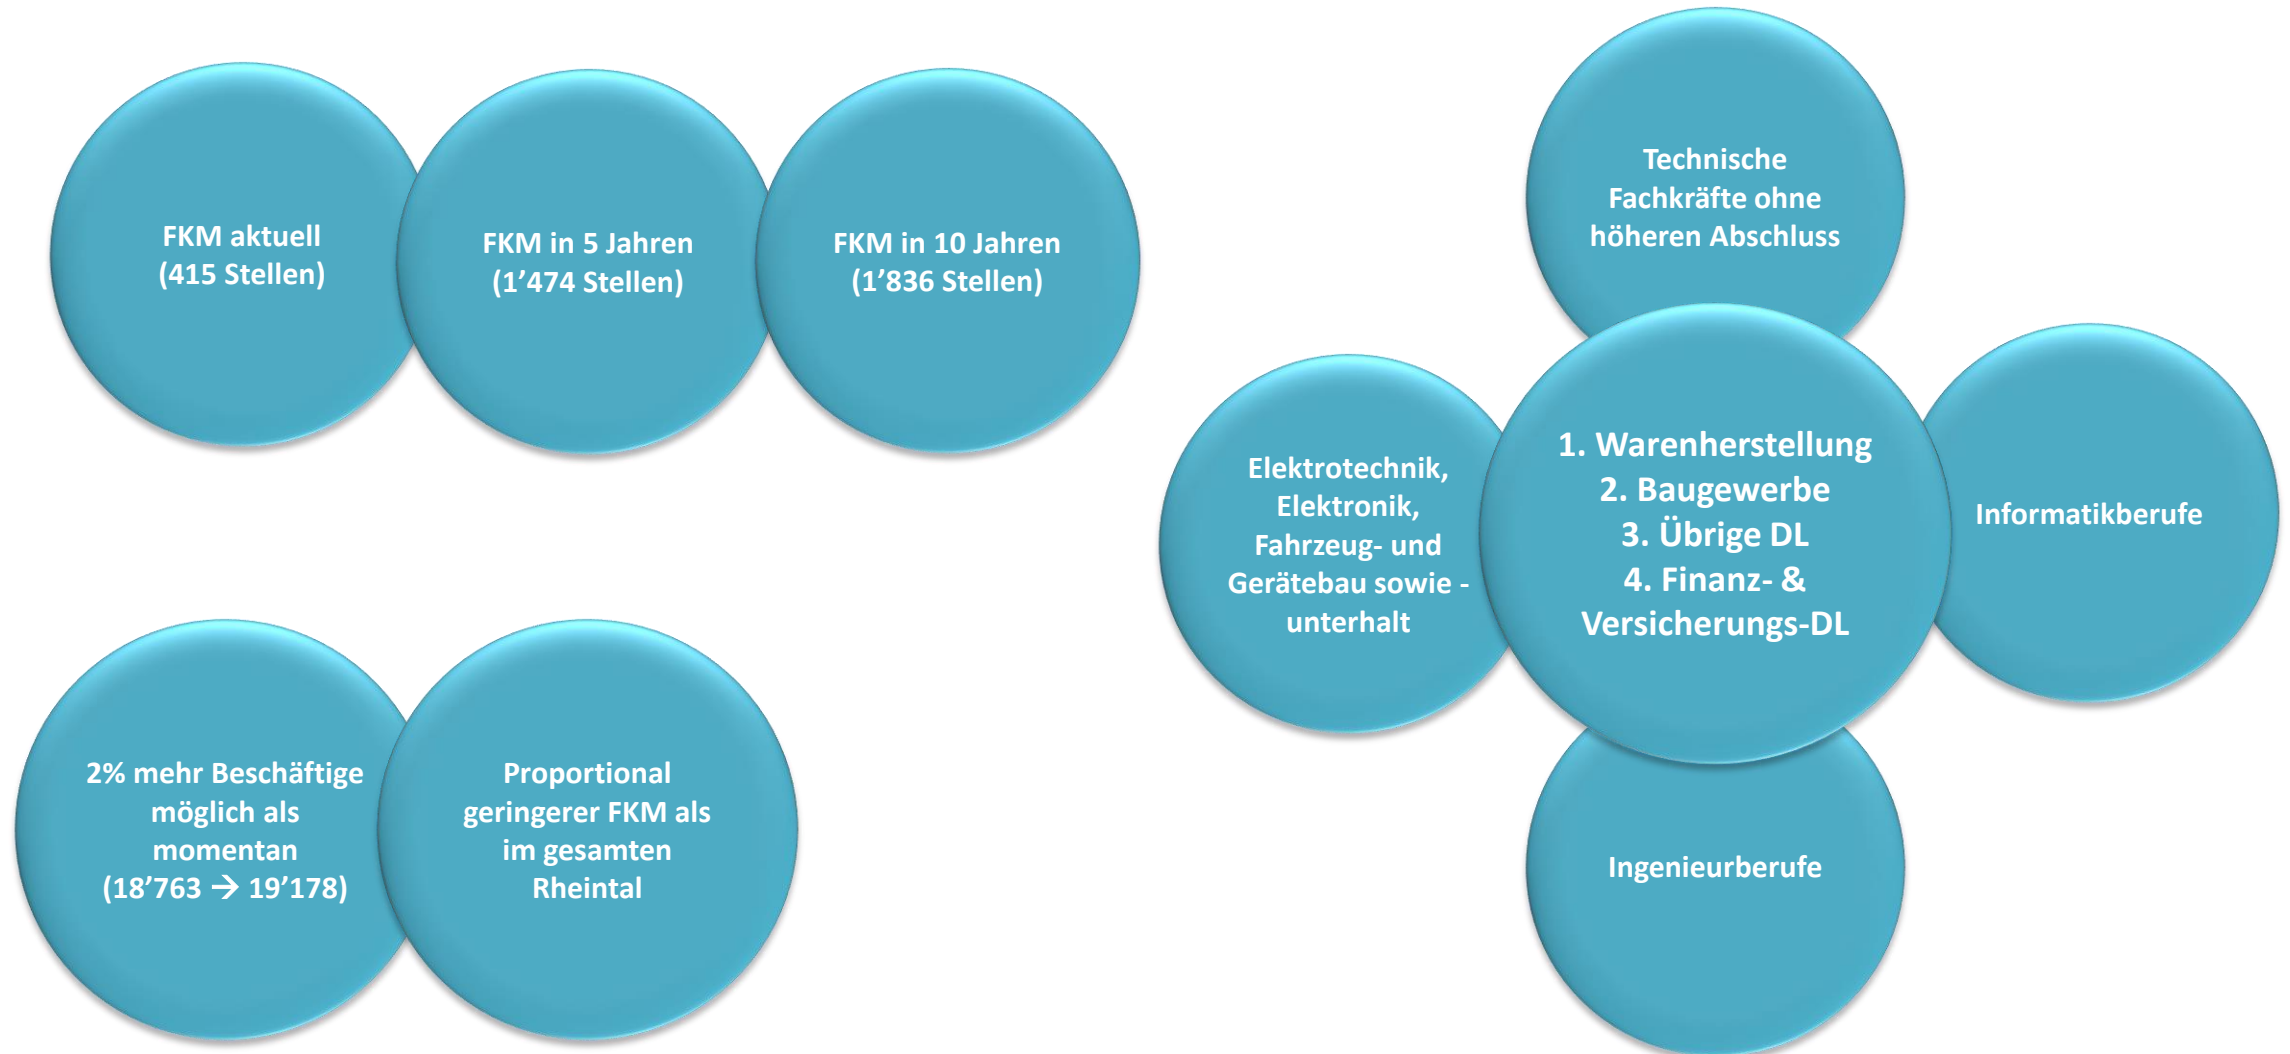 FKM aktuell
(415 Stellen)
FKM in 5 Jahren
(1’474 Stellen)
FKM in 10 Jahren
(1’836 Stellen)
2% mehr Beschäftige
möglich als
momentan
(18’763 → 19’178)
Proportional
geringerer FKM als
im gesamten
Rheintal
Technische
Fachkräfte ohne
höheren Abschluss
Elektrotechnik,
Elektronik,
Fahrzeug- und
Gerätebau sowie -
unterhalt
1. Warenherstellung
2. Baugewerbe
3. Übrige DL
4. Finanz- &
Versicherungs-DL
Informatikberufe
Ingenieurberufe